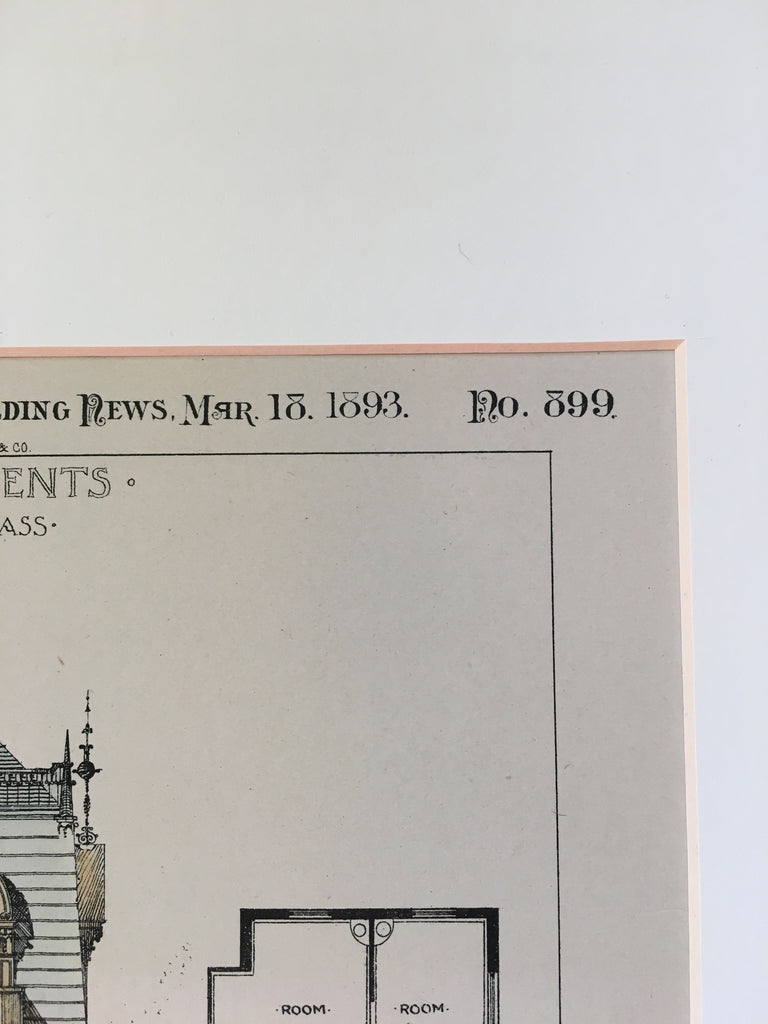 DING NEWS, MAR. 18. 1893. No. 899.
& CO.
ENTS ·
ASS·
·ROOM· ·ROOM·